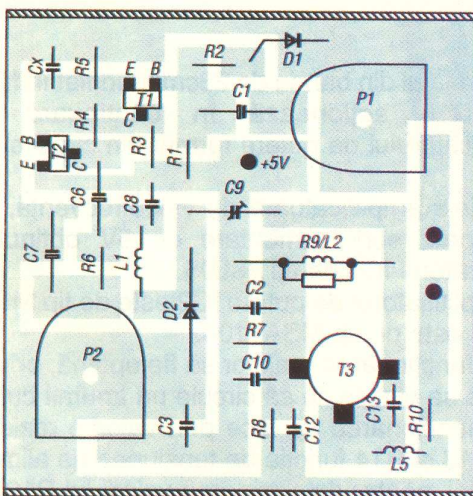 R2
D1
Cx
R5
E
B
T1
C1
P1
C
B
T2
E
C
R4
R3
R1
+5V
C6
C8
C9
C7
R6
L1
R9/L2
D2
C2
R7
P2
C10
T3
C3
R8
C12
C13
R10
L5